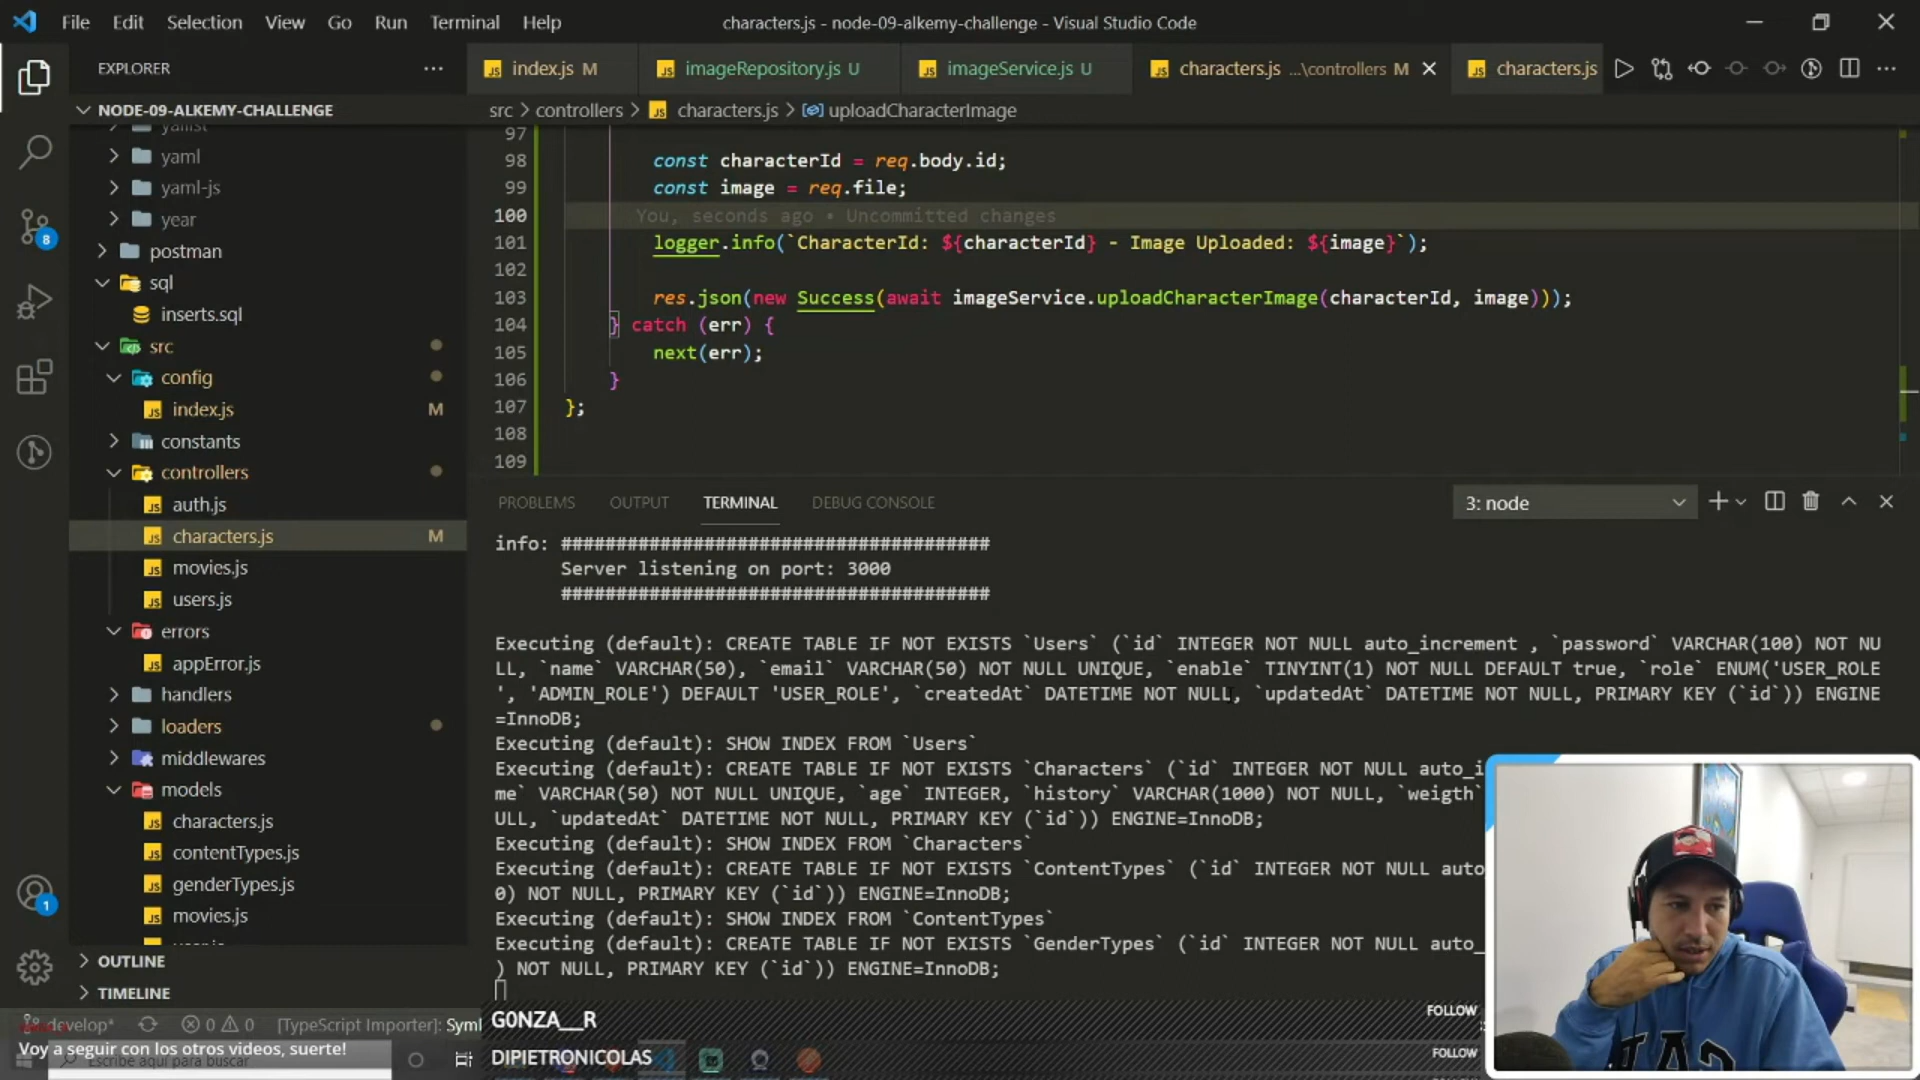 File Edit Selection View Go Run Terminal Help
characters.js - node-09-alkemy-challenge - Visual Studio Code
EXPLORER
index.js M
imageRepository.js U
imageService.js U
characters.js ...\controllers M
characters.js
NODE-09-ALKEMY-CHALLENGE
src > controllers > characters.js > uploadCharacterImage
yallist
yaml
yaml-js
year
postman
sql
inserts.sql
src
config
index.js M
constants
controllers
auth.js
characters.js M
movies.js
users.js
errors
appError.js
handlers
loaders
middlewares
models
characters.js
contentTypes.js
genderTypes.js
movies.js
OUTLINE
TIMELINE
8
1
97
98 const characterId = req.body.id;
99 const image = req.file;
100 You, seconds ago • Uncommitted changes
101 logger.info(`CharacterId: ${characterId} - Image Uploaded: ${image}`);
102
103 res.json(new Success(await imageService.uploadCharacterImage(characterId, image)));
104 } catch (err) {
105 next(err);
106 }
107 };
108
109
PROBLEMS OUTPUT TERMINAL DEBUG CONSOLE
3: node
info: #######################################
Server listening on port: 3000
#######################################
Executing (default): CREATE TABLE IF NOT EXISTS `Users` (`id` INTEGER NOT NULL auto_increment , `password` VARCHAR(100) NOT NU
LL, `name` VARCHAR(50), `email` VARCHAR(50) NOT NULL UNIQUE, `enable` TINYINT(1) NOT NULL DEFAULT true, `role` ENUM('USER_ROLE
', 'ADMIN_ROLE') DEFAULT 'USER_ROLE', `createdAt` DATETIME NOT NULL, `updatedAt` DATETIME NOT NULL, PRIMARY KEY (`id`)) ENGINE
=InnoDB;
Executing (default): SHOW INDEX FROM `Users`
Executing (default): CREATE TABLE IF NOT EXISTS `Characters` (`id` INTEGER NOT NULL auto_i
me` VARCHAR(50) NOT NULL UNIQUE, `age` INTEGER, `history` VARCHAR(1000) NOT NULL, `weigth`
ULL, `updatedAt` DATETIME NOT NULL, PRIMARY KEY (`id`)) ENGINE=InnoDB;
Executing (default): SHOW INDEX FROM `Characters`
Executing (default): CREATE TABLE IF NOT EXISTS `ContentTypes` (`id` INTEGER NOT NULL auto
0) NOT NULL, PRIMARY KEY (`id`)) ENGINE=InnoDB;
Executing (default): SHOW INDEX FROM `ContentTypes`
Executing (default): CREATE TABLE IF NOT EXISTS `GenderTypes` (`id` INTEGER NOT NULL auto_
) NOT NULL, PRIMARY KEY (`id`)) ENGINE=InnoDB;
develop* 0 0 [TypeScript Importer]: Symb
Voy a seguir con los otros videos, suerte!
Escribe aquí para buscar
G0NZA__R FOLLOW
DIPIETRONICOLAS FOLLOW